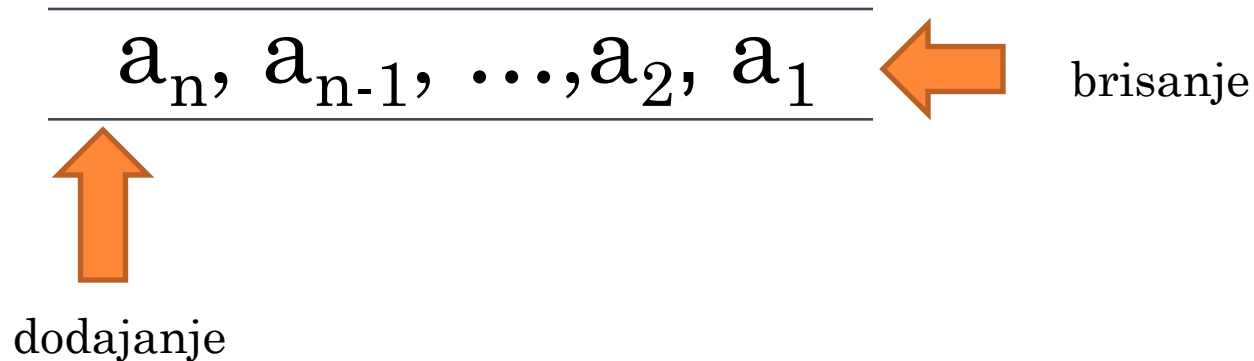 aₙ, aₙ₋₁, ...,a₂, a₁
brisanje
dodajanje